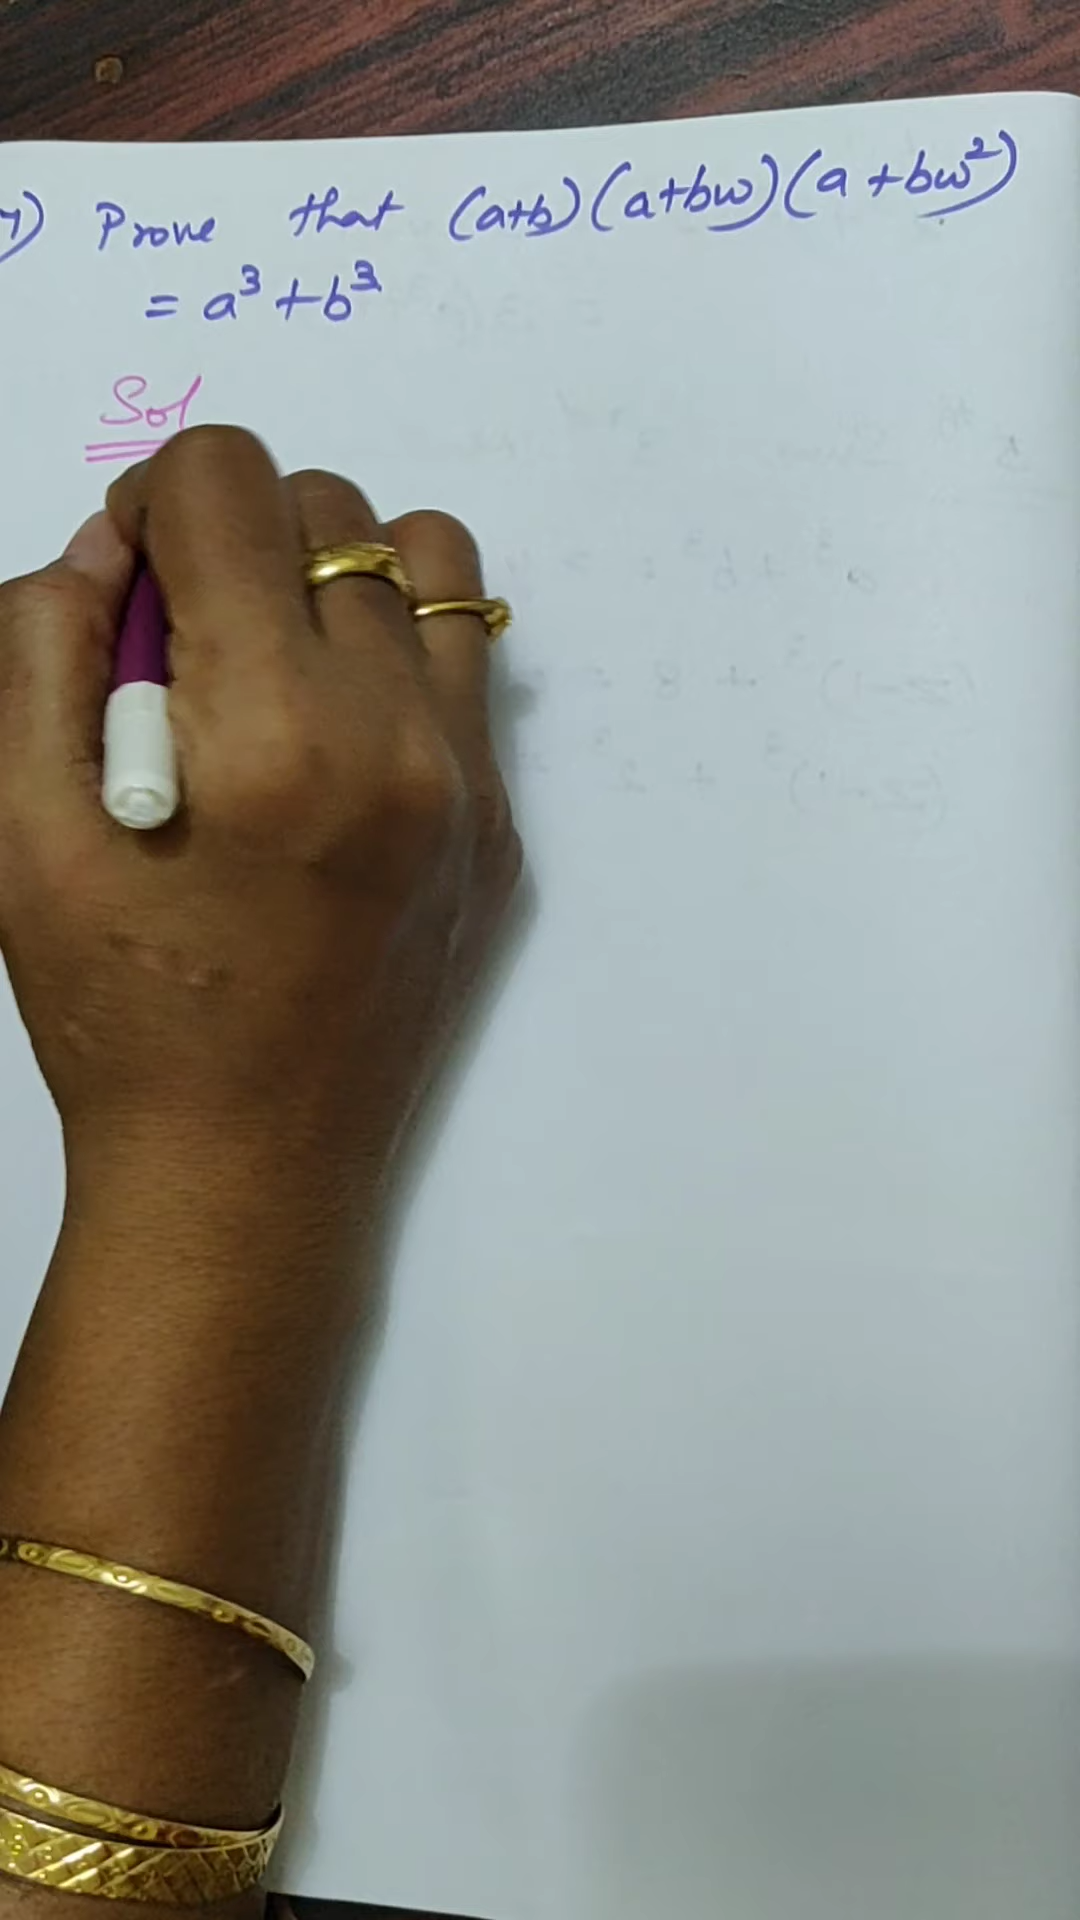 7) Prove that (a+b)(a+bω)(a+bω²)
= a³+b³
Sol